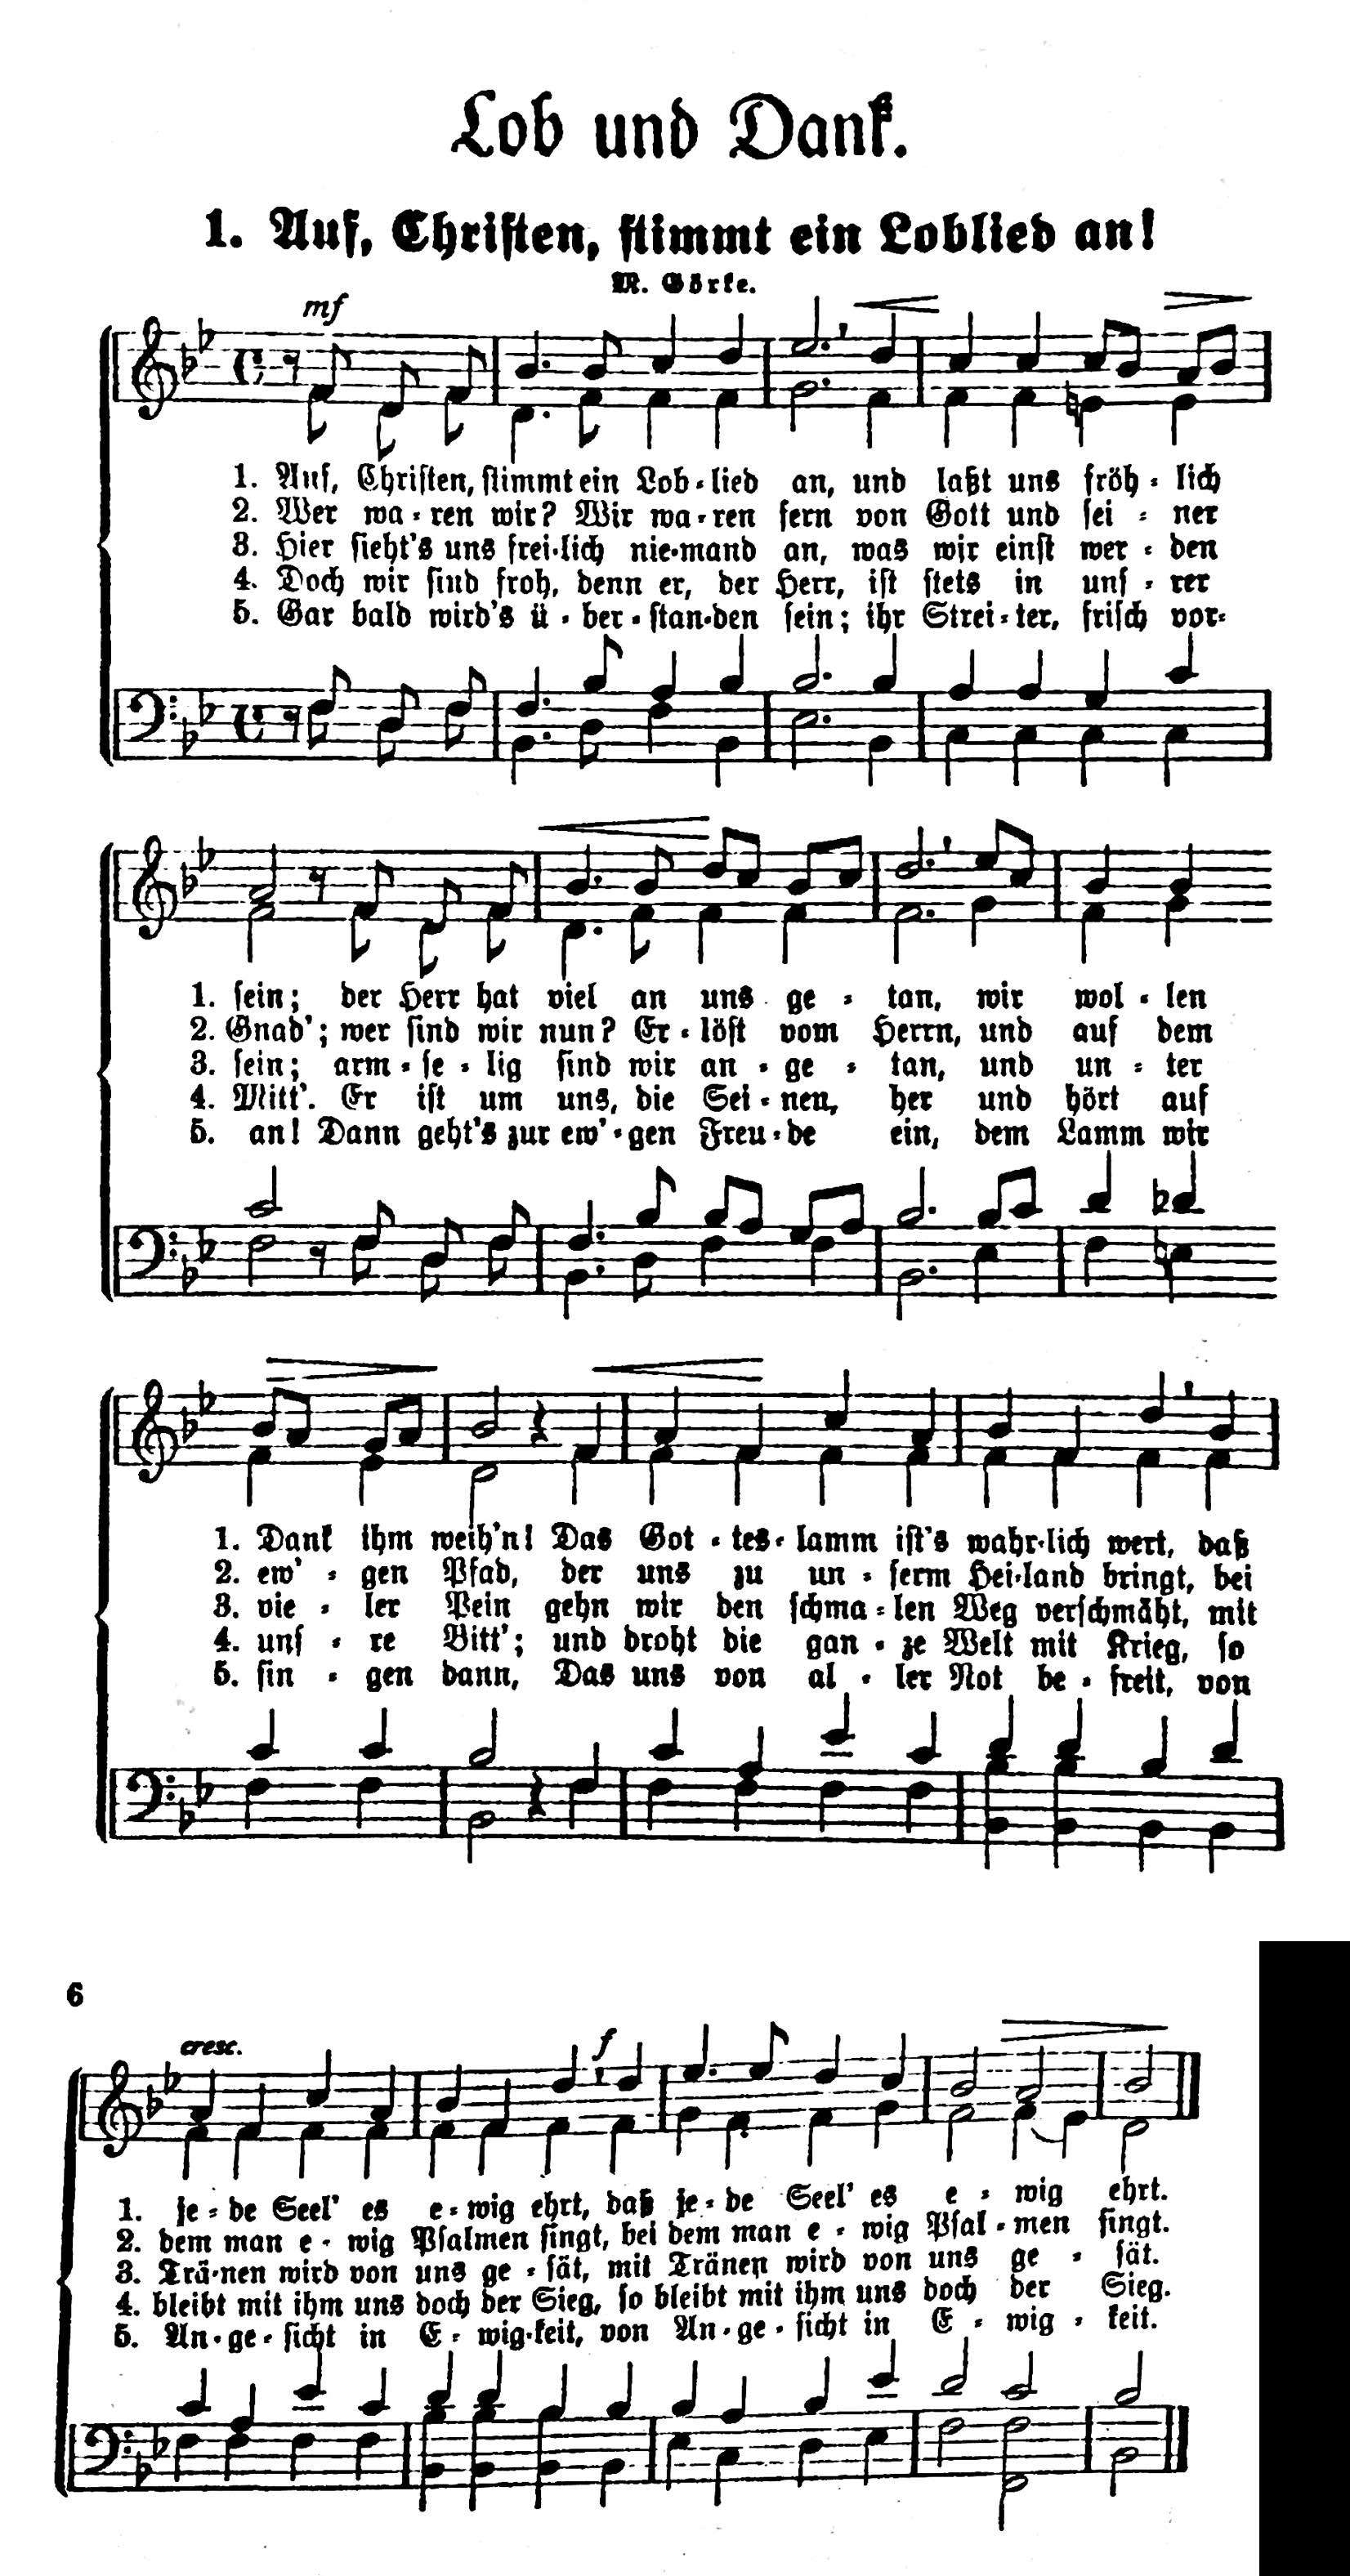 Lob und Dank.
1. Auf, Christen, stimmt ein Loblied an!
M. Görke.
mf
1. Auf, Christen, stimmt ein Lob-lied an, und laßt uns fröh-lich
2. Wer wa-ren wir? Wir wa-ren fern von Gott und sei-ner
3. Hier sieht's uns frei-lich nie-mand an, was wir einst wer-den
4. Doch wir sind froh, denn er, der Herr, ist stets in uns-rer
5. Gar bald wird's ü-ber-stan-den sein; ihr Strei-ter, frisch vor-
1. sein; der Herr hat viel an uns ge-tan, wir wol-len
2. Gnad'; wer sind wir nun? Er-löst vom Herrn, und auf dem
3. sein; arm-se-lig sind wir an-ge-tan, und un-ter
4. Mitt'. Er ist um uns, die Sei-nen, her und hört auf
5. an! Dann geht's zur ew'-gen Freu-de ein, dem Lamm wir
1. Dank ihm weih'n! Das Got-tes-lamm ist's wahr-lich wert, daß
2. ew'-gen Pfad, der uns zu un-serm Hei-land bringt, bei
3. vie-ler Pein gehn wir den schma-len Weg verschmäht, mit
4. uns-re Bitt'; und droht die gan-ze Welt mit Krieg, so
5. sin-gen dann, Das uns von al-ler Not be-freit, von
6
cresc.
f
1. je-de Seel' es e-wig ehrt, daß je-de Seel' es e-wig ehrt.
2. dem man e-wig Psalmen singt, bei dem man e-wig Psal-men singt.
3. Trä-nen wird von uns ge-sät, mit Tränen wird von uns ge-sät.
4. bleibt mit ihm uns doch der Sieg, so bleibt mit ihm uns doch der Sieg.
5. An-ge-sicht in E-wig-keit, von An-ge-sicht in E-wig-keit.